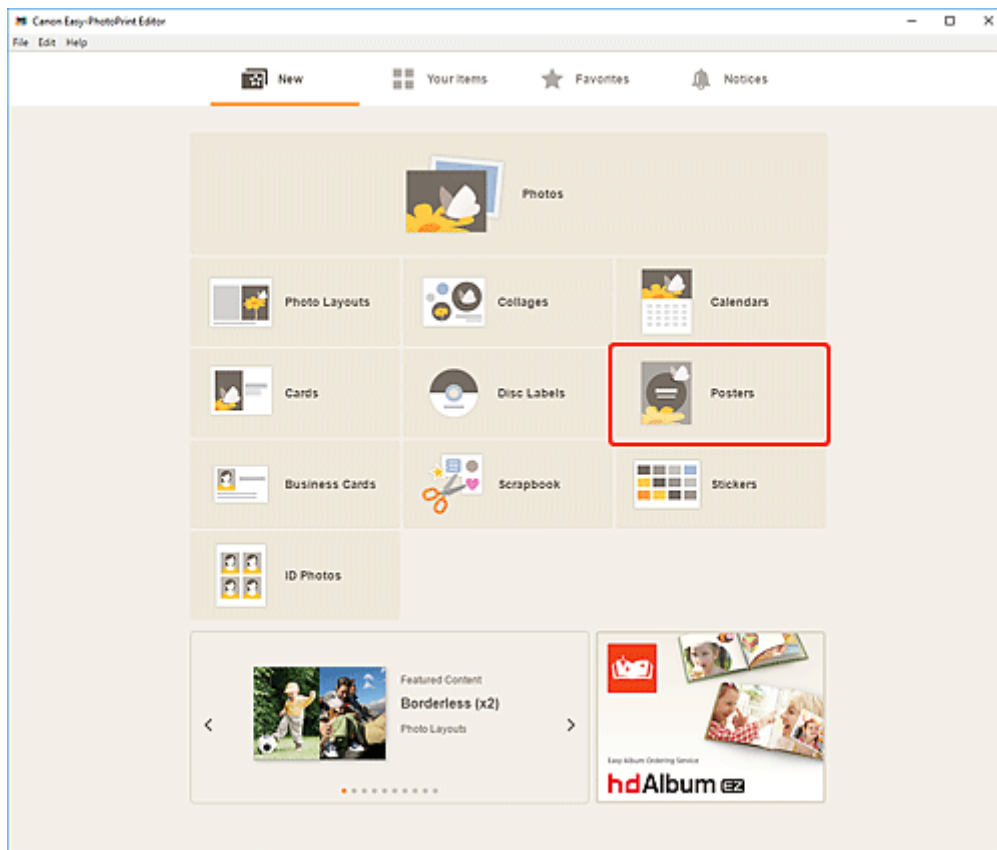 Canon Easy-PhotoPrint Editor
File Edit Help
New Your items Favorites Notices
Photos
Photo Layouts Collages Calendars
Cards Disc Labels Posters
Business Cards Scrapbook Stickers
ID Photos
Featured Content
Borderless (x2)
Photo Layouts
Easy Album Ordering Service
hdAlbum EZ